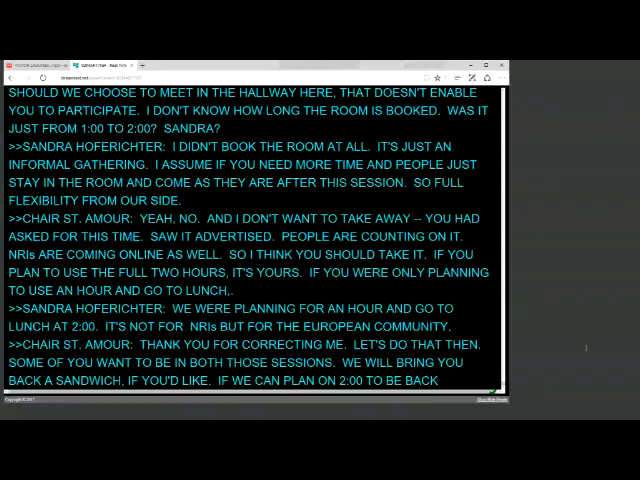 streamtext.net
SHOULD WE CHOOSE TO MEET IN THE HALLWAY HERE, THAT DOESN'T ENABLE
YOU TO PARTICIPATE.  I DON'T KNOW HOW LONG THE ROOM IS BOOKED.  WAS IT
JUST FROM 1:00 TO 2:00?  SANDRA?
>>SANDRA HOFERICHTER:  I DIDN'T BOOK THE ROOM AT ALL.  IT'S JUST AN
INFORMAL GATHERING.  I ASSUME IF YOU NEED MORE TIME AND PEOPLE JUST
STAY IN THE ROOM AND COME AS THEY ARE AFTER THIS SESSION.  SO FULL
FLEXIBILITY FROM OUR SIDE.
>>CHAIR ST. AMOUR:  YEAH, NO.  AND I DON'T WANT TO TAKE AWAY -- YOU HAD
ASKED FOR THIS TIME.  SAW IT ADVERTISED.  PEOPLE ARE COUNTING ON IT.
NRIs ARE COMING ONLINE AS WELL.  SO I THINK YOU SHOULD TAKE IT.  IF YOU
PLAN TO USE THE FULL TWO HOURS, IT'S YOURS.  IF YOU WERE ONLY PLANNING
TO USE AN HOUR AND GO TO LUNCH,.
>>SANDRA HOFERICHTER:  WE WERE PLANNING FOR AN HOUR AND GO TO
LUNCH AT 2:00.  IT'S NOT FOR  NRIs BUT FOR THE EUROPEAN COMMUNITY.
>>CHAIR ST. AMOUR:  THANK YOU FOR CORRECTING ME.  LET'S DO THAT THEN.
SOME OF YOU WANT TO BE IN BOTH THOSE SESSIONS.  WE WILL BRING YOU
BACK A SANDWICH, IF YOU'D LIKE.  IF WE CAN PLAN ON 2:00 TO BE BACK
Copyright © 2017